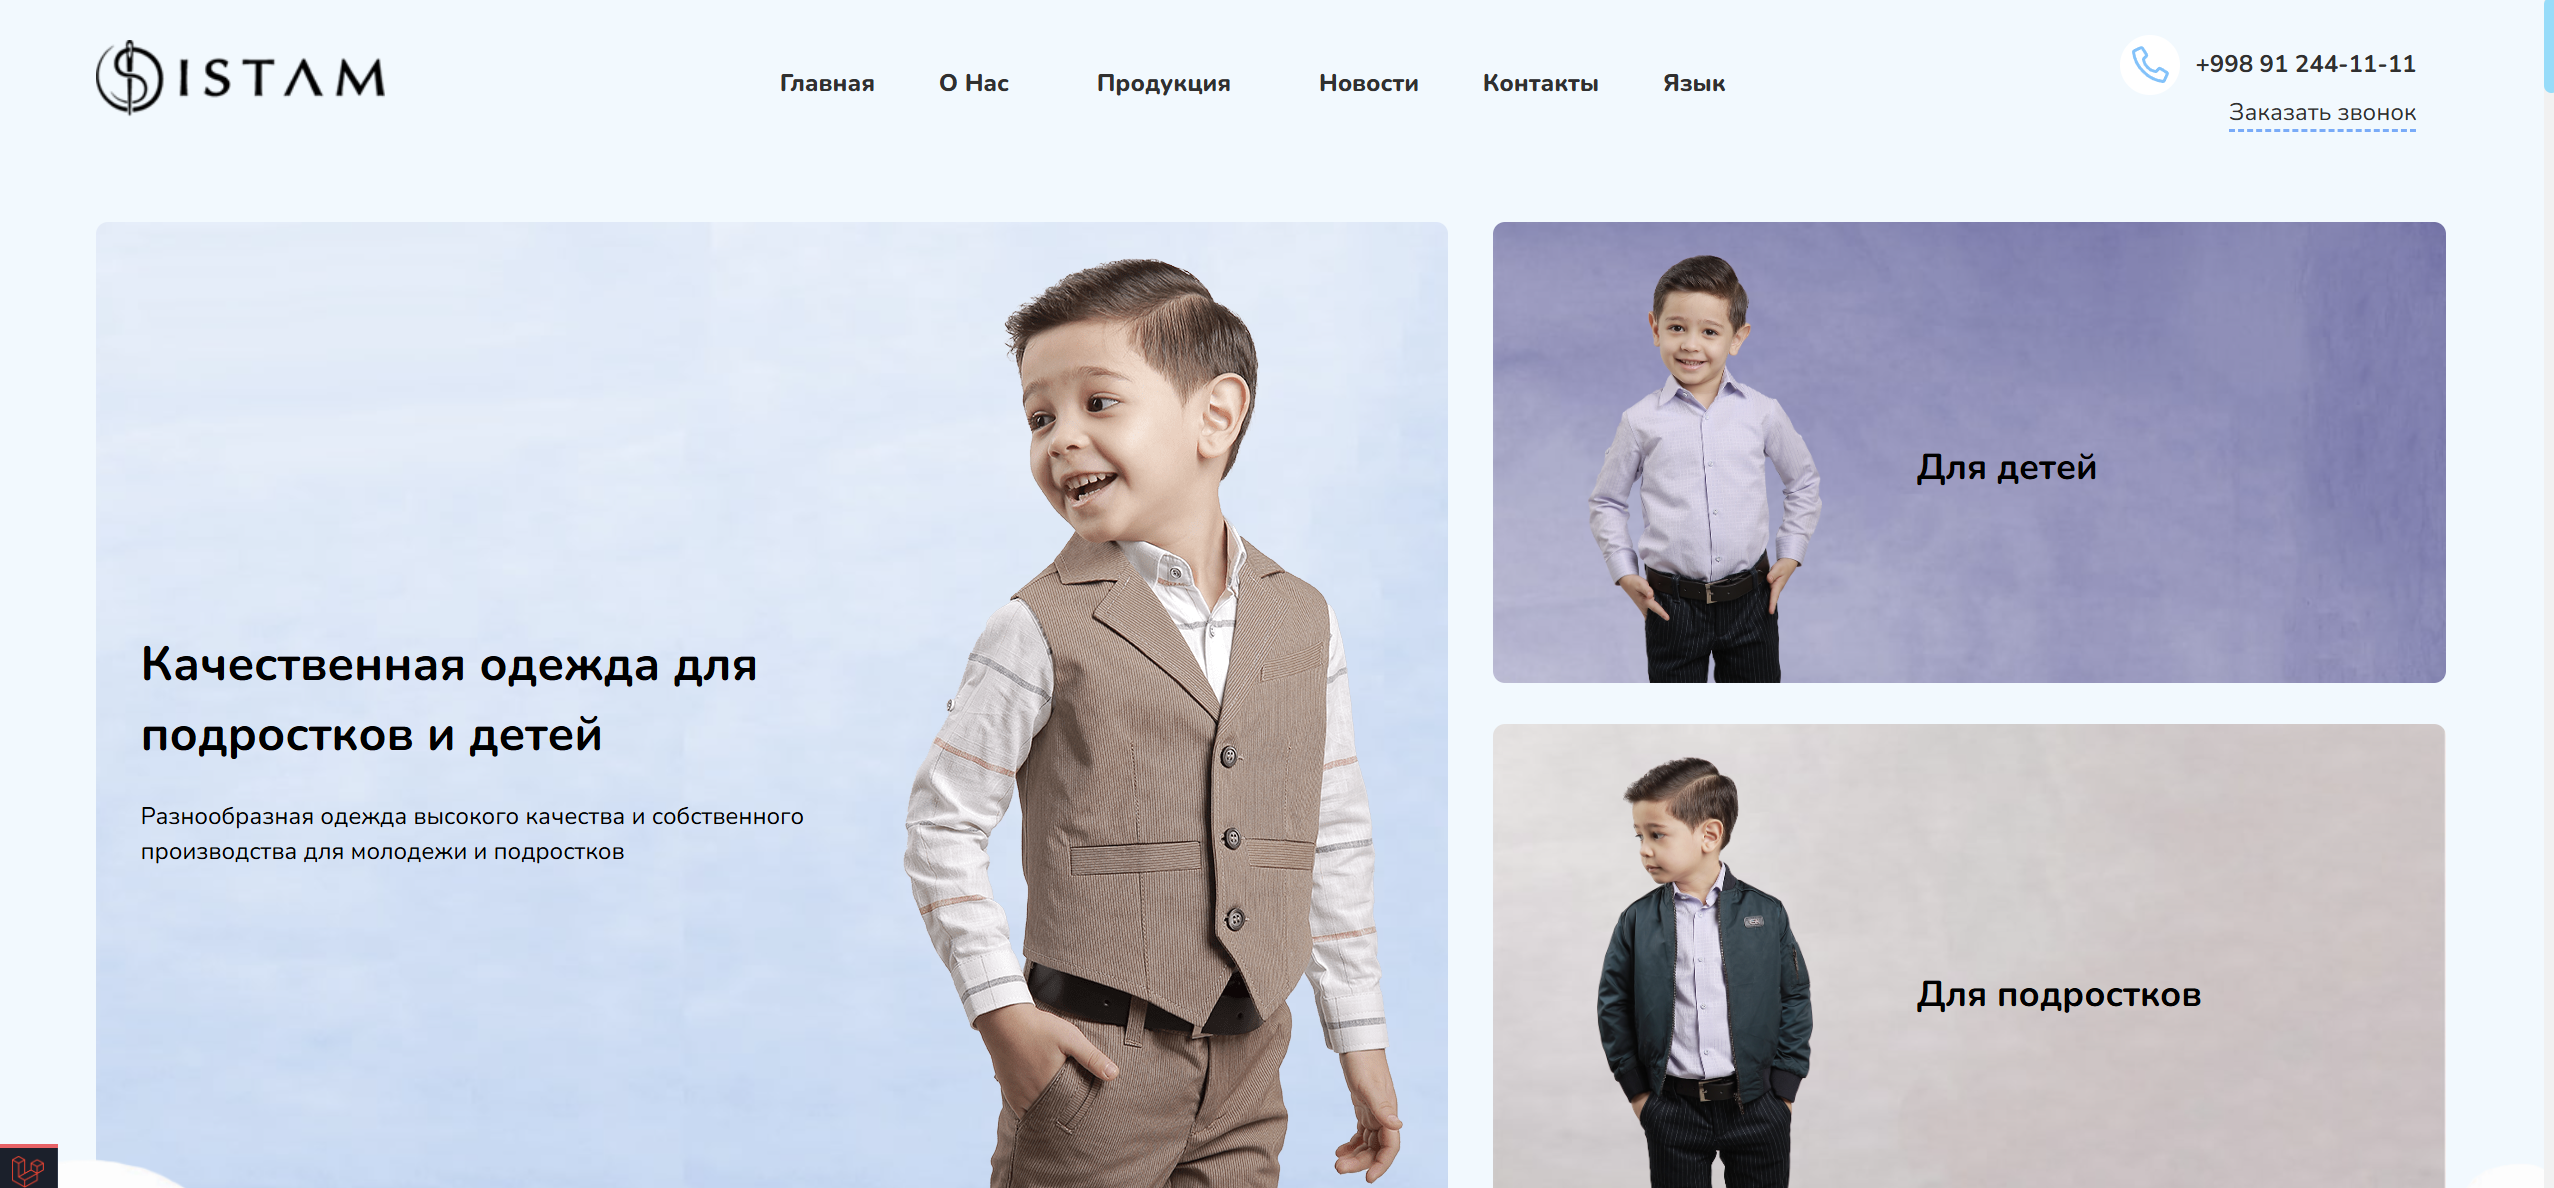 ISTAM
Главная
О Нас
Продукция
Новости
Контакты
Язык
+998 91 244-11-11
Заказать звонок
Качественная одежда для
подростков и детей
Разнообразная одежда высокого качества и собственного
производства для молодежи и подростков
Для детей
Для подростков